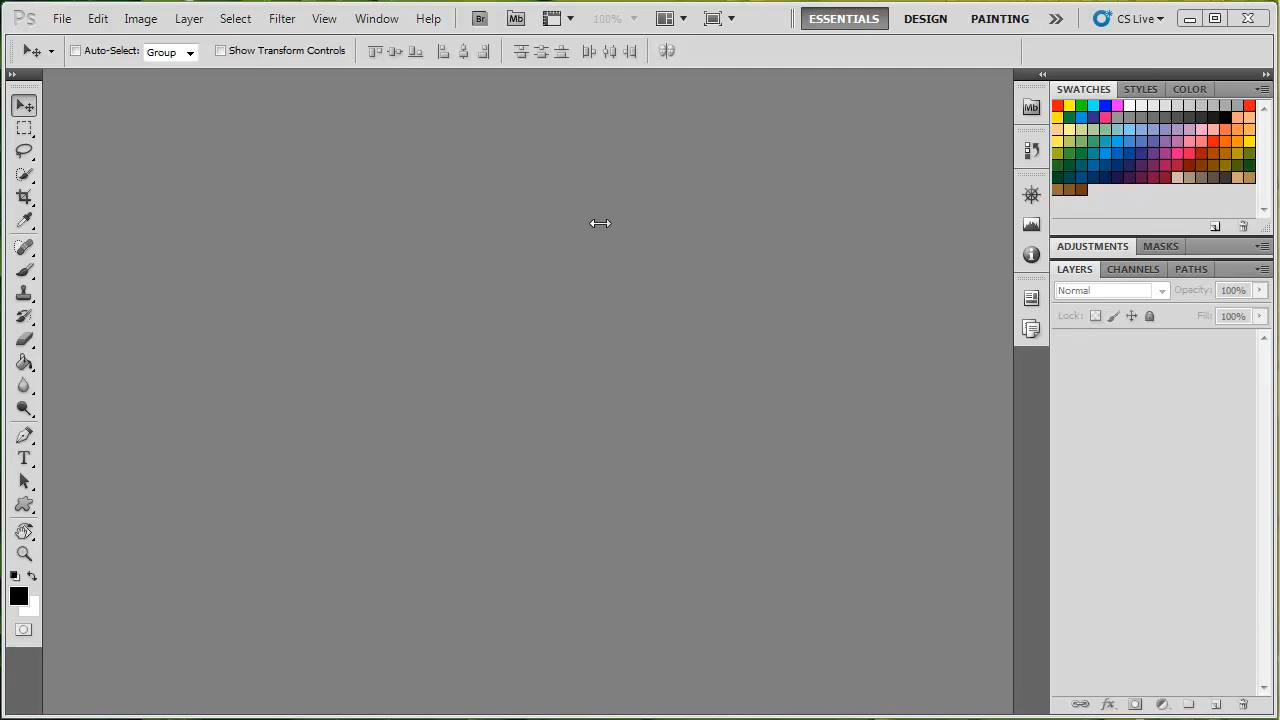 Ps File Edit Image Layer Select Filter View Window Help Br Mb 100% ESSENTIALS DESIGN PAINTING CS Live
Auto-Select: Group Show Transform Controls
SWATCHES STYLES COLOR
Mb
ADJUSTMENTS MASKS
LAYERS CHANNELS PATHS
Normal Opacity: 100%
Lock: Fill: 100%
T
fx